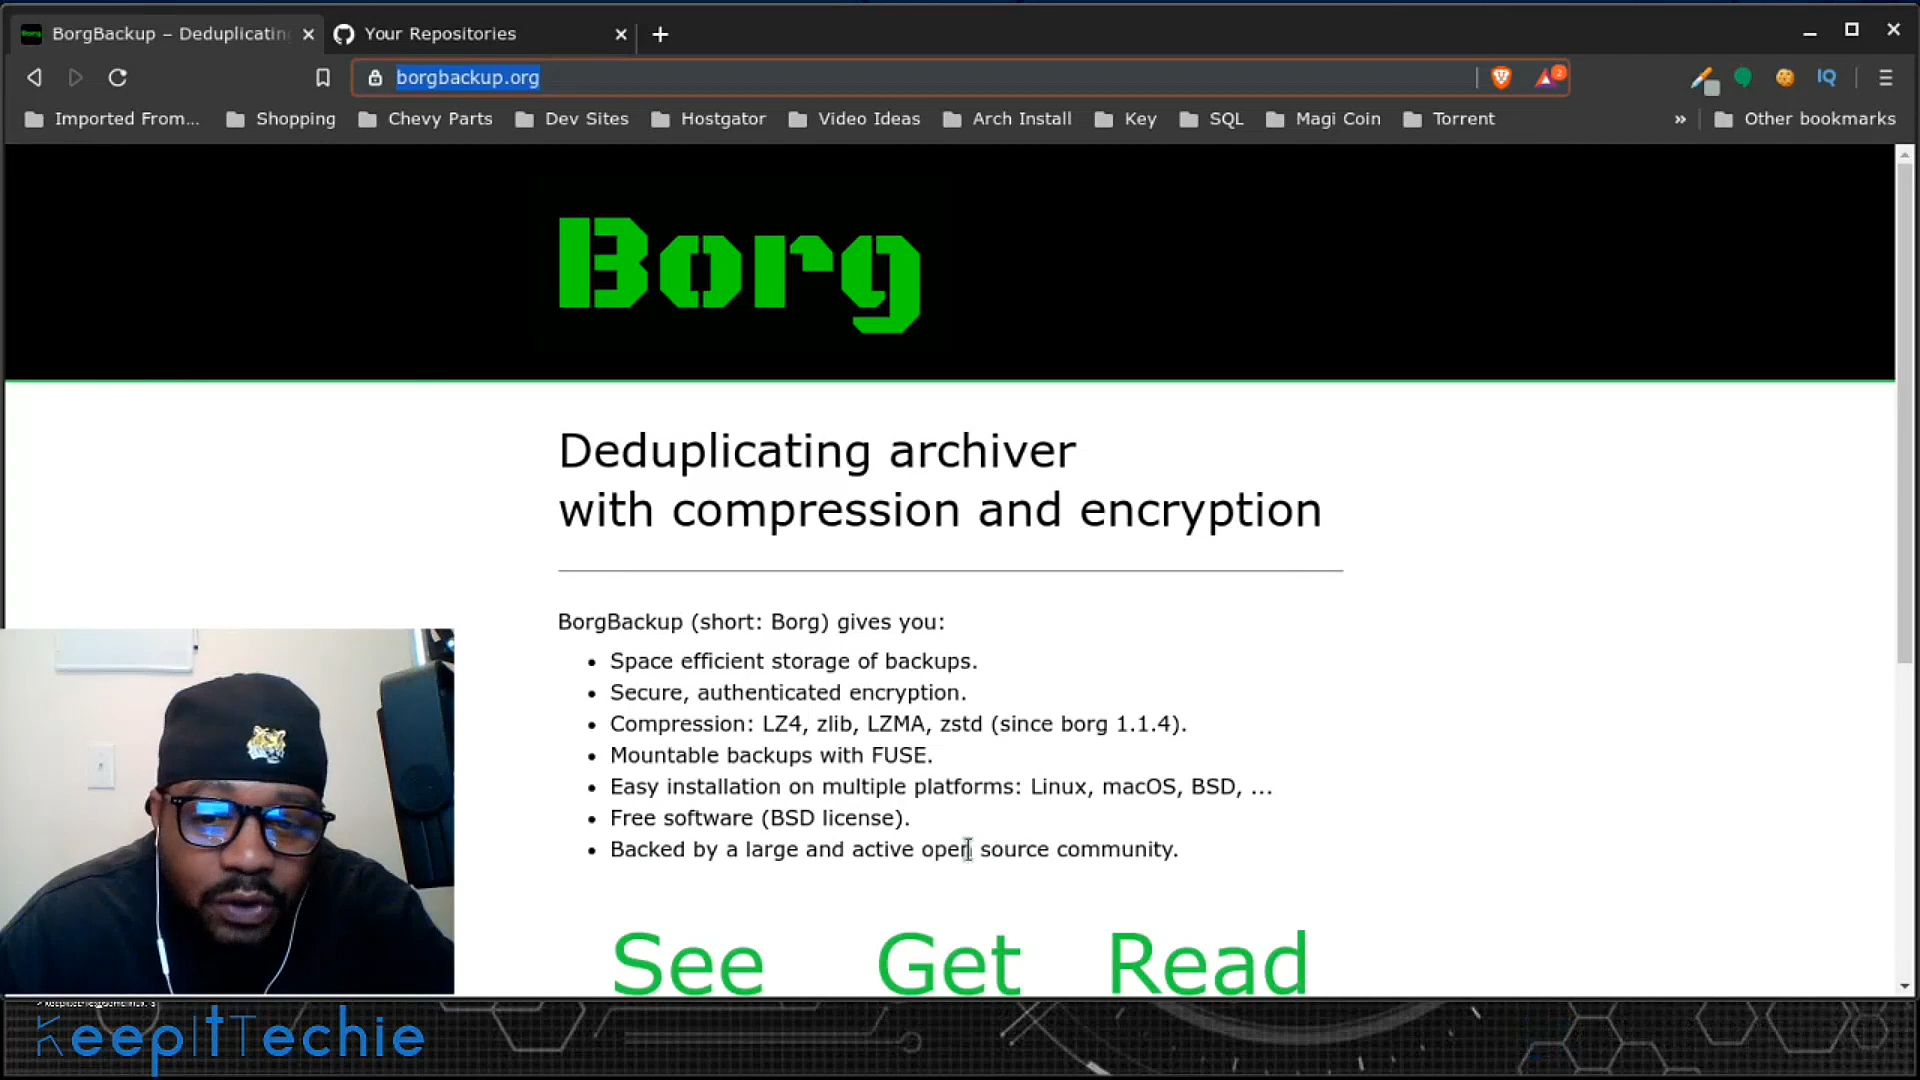 BorgBackup – Deduplicatin
Your Repositories
borgbackup.org
2
IQ
Imported From...
Shopping
Chevy Parts
Dev Sites
Hostgator
Video Ideas
Arch Install
Key
SQL
Magi Coin
Torrent
»
Other bookmarks
Borg
Deduplicating archiver
with compression and encryption
BorgBackup (short: Borg) gives you:
• Space efficient storage of backups.
• Secure, authenticated encryption.
• Compression: LZ4, zlib, LZMA, zstd (since borg 1.1.4).
• Mountable backups with FUSE.
• Easy installation on multiple platforms: Linux, macOS, BSD, ...
• Free software (BSD license).
• Backed by a large and active open source community.
See Get Read
KeepItTechie